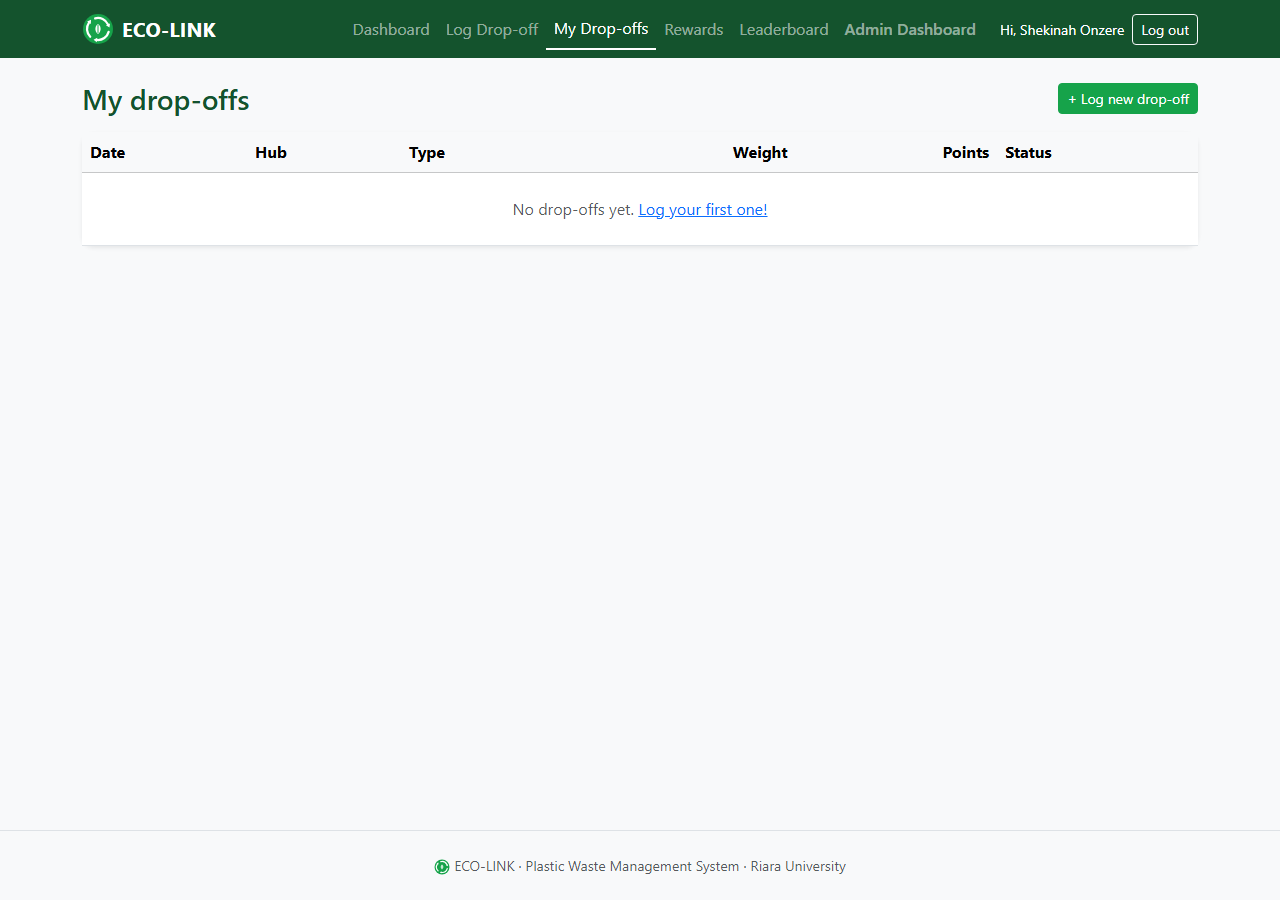 ECO-LINK Dashboard Log Drop-off My Drop-offs Rewards Leaderboard Admin Dashboard Hi, Shekinah Onzere Log out
My drop-offs + Log new drop-off
Date Hub Type Weight Points Status
No drop-offs yet. Log your first one!
ECO-LINK · Plastic Waste Management System · Riara University